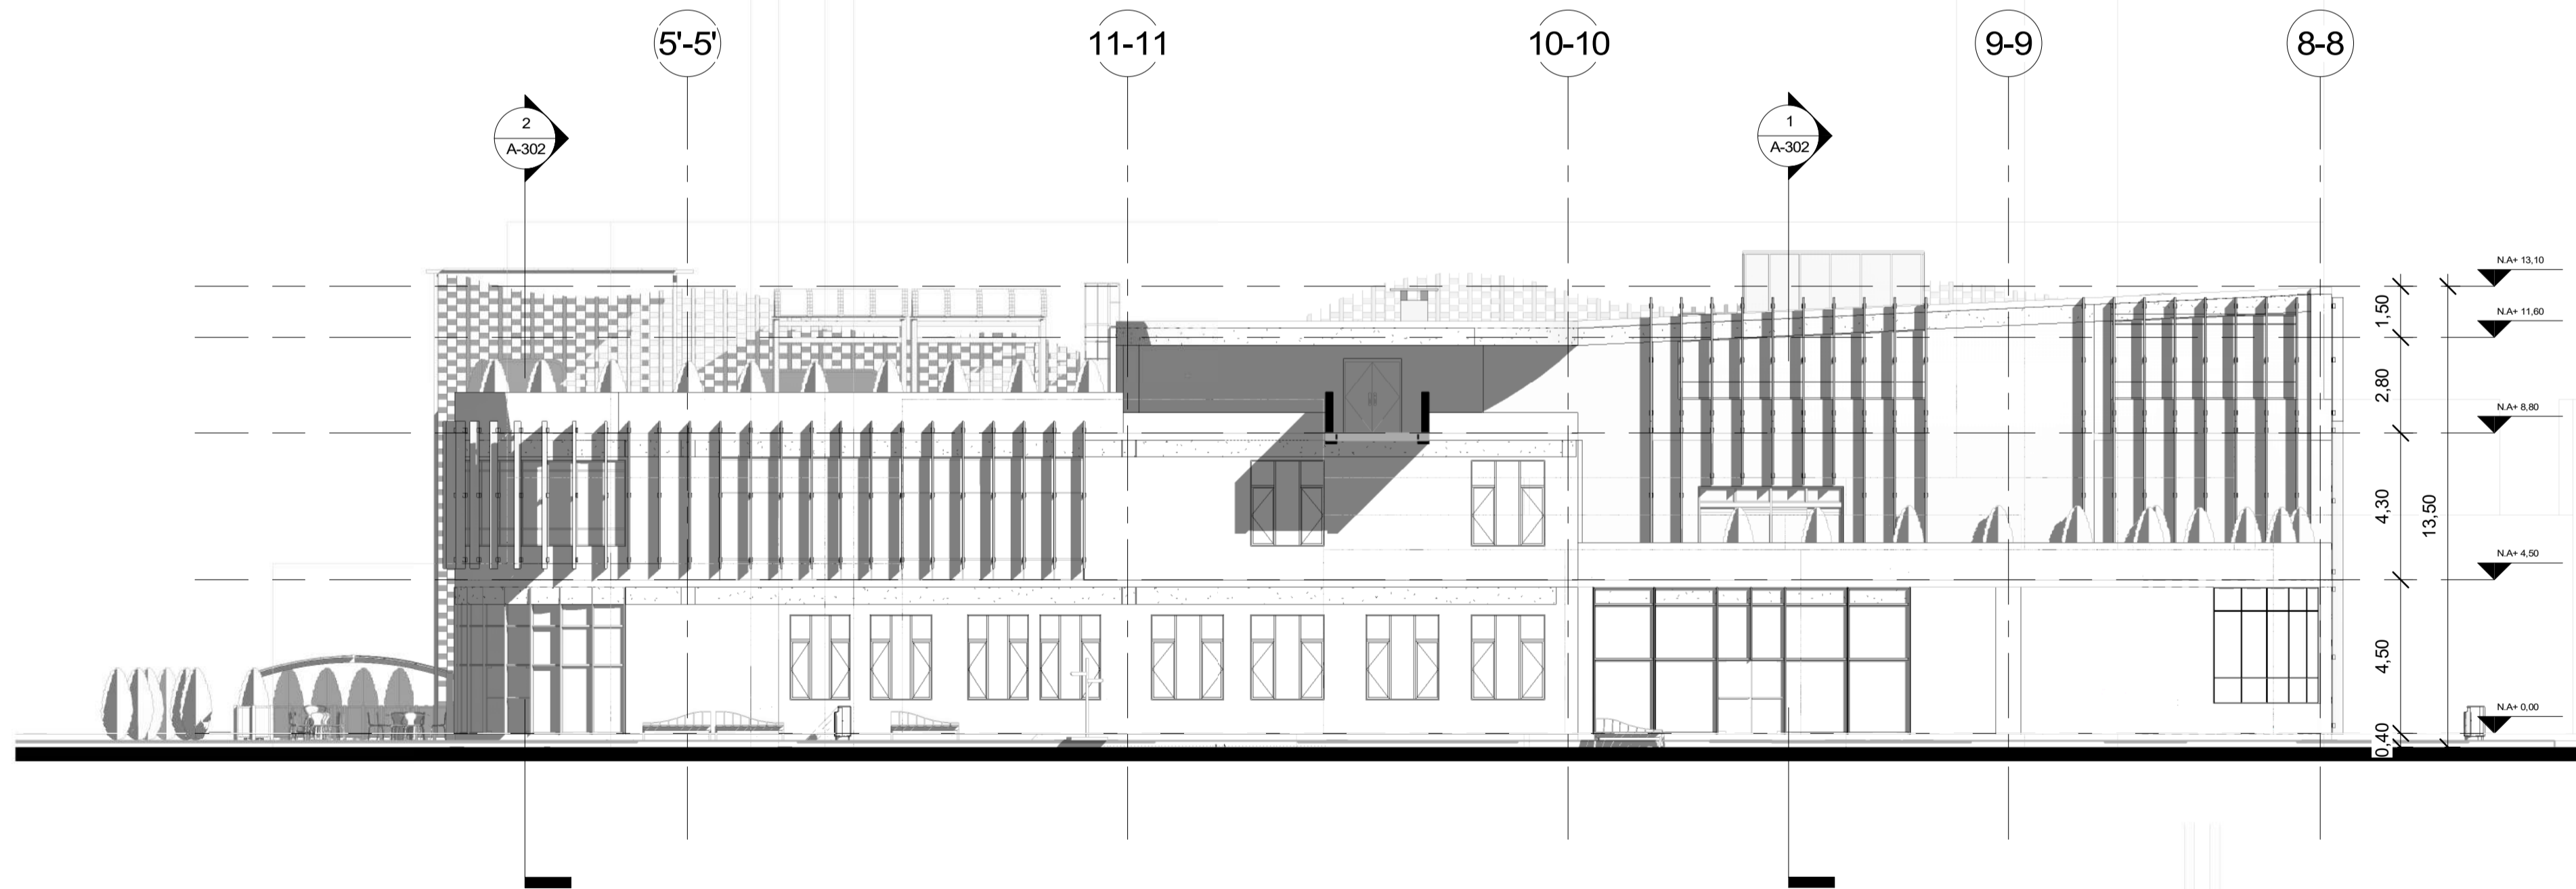 5'-5'
11-11
10-10
9-9
8-8
2
A-302
1
A-302
N.A+ 13,10
1,50
N.A+ 11,60
2,80
N.A+ 8,80
4,30
13,50
N.A+ 4,50
4,50
N.A+ 0,00
0,40